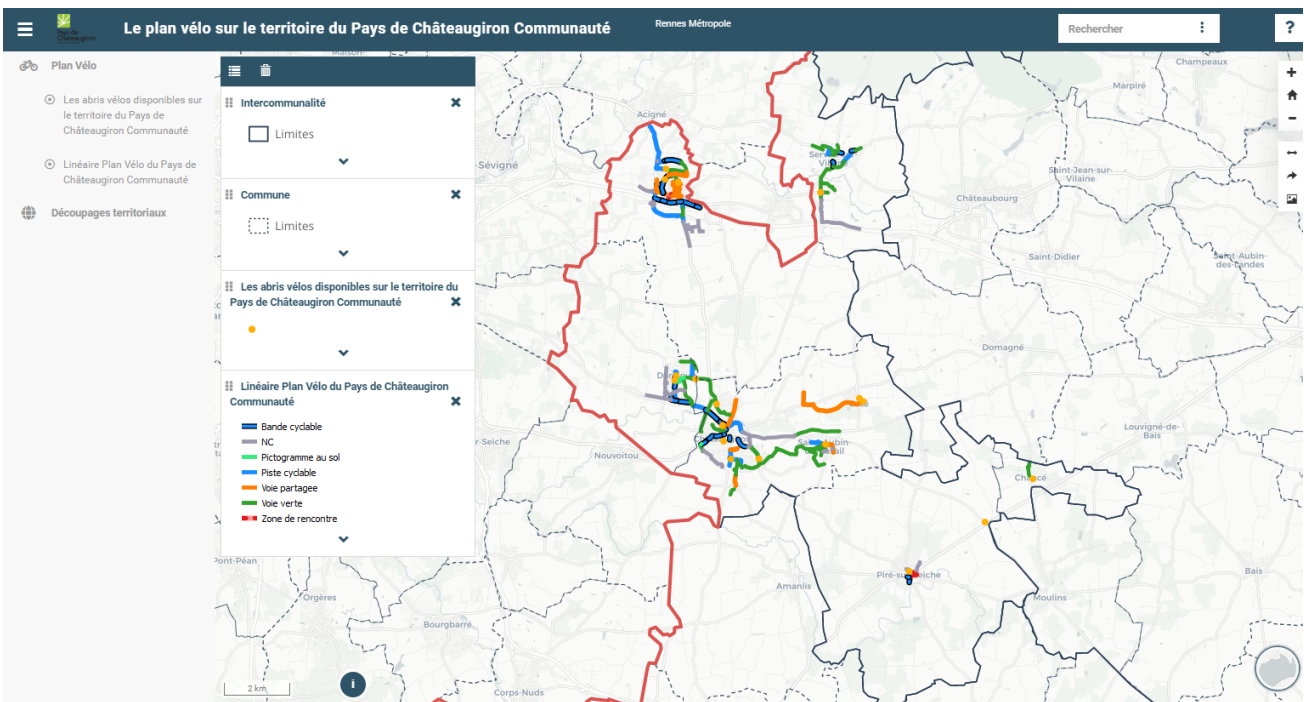 Le plan vélo sur le territoire du Pays de Châteaugiron Communauté
Rennes Métropole
Rechercher
?
Plan Vélo
Les abris vélos disponibles sur
le territoire du Pays de
Châteaugiron Communauté
Linéaire Plan Vélo du Pays de
Châteaugiron Communauté
Découpages territoriaux
Intercommunalité
Limites
Commune
Limites
Les abris vélos disponibles sur le territoire du
Pays de Châteaugiron Communauté
Linéaire Plan Vélo du Pays de Châteaugiron
Communauté
Bande cyclable
NC
Pictogramme au sol
Piste cyclable
Voie partagee
Voie verte
Zone de rencontre
Champeaux
Marpiré
Acigné
Sévigné
Saint-Jean-sur-
Vilaine
Châteaubourg
Saint-Didier
Saint-Aubin-
des-Landes
Domagné
Louvigné-de-
Bais
Nouvoitou
Chancé
Piré-sur-Seiche
Bais
Amanlis
Moulins
Pont-Péan
Orgères
Bourgbarré
Corps-Nuds
2 km
i